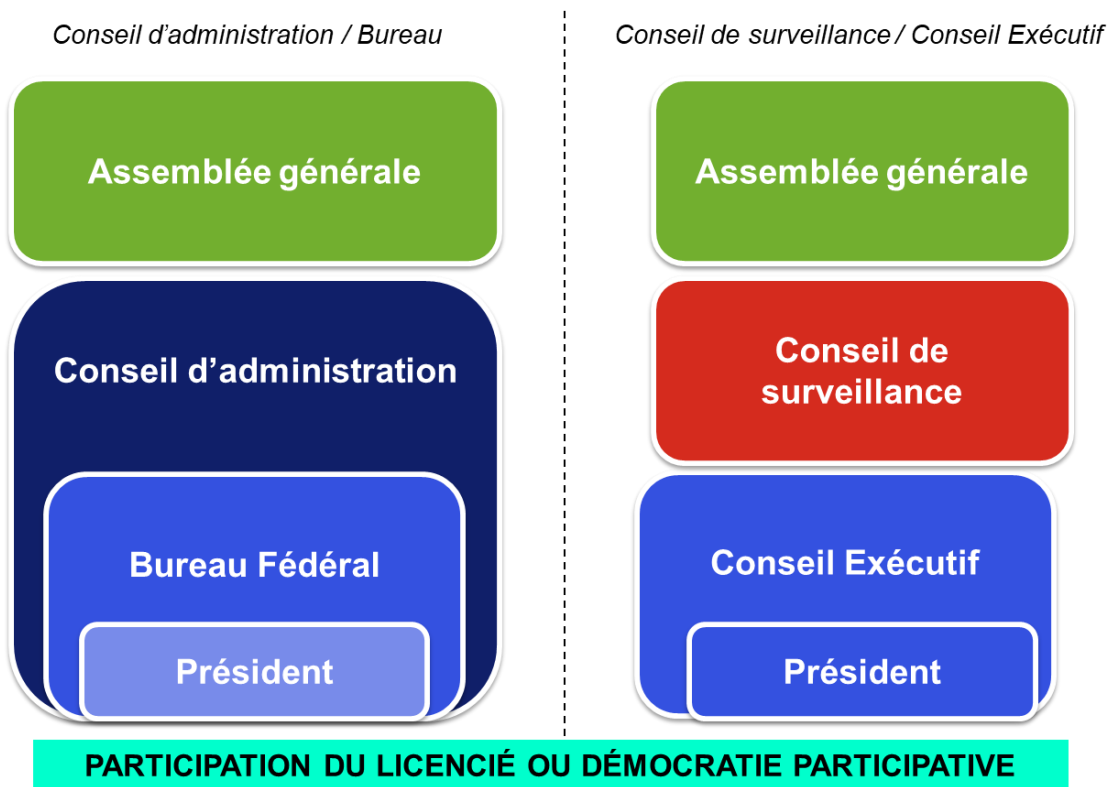 Conseil d’administration / Bureau
Assemblée générale
Conseil d’administration
Bureau Fédéral
Président
Conseil de surveillance / Conseil Exécutif
Assemblée générale
Conseil de
surveillance
Conseil Exécutif
Président
PARTICIPATION DU LICENCIÉ OU DÉMOCRATIE PARTICIPATIVE